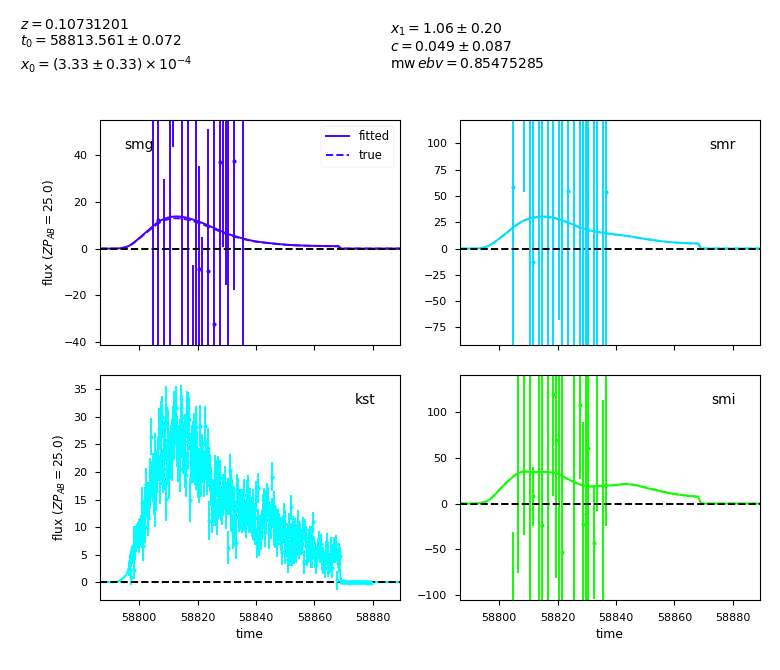 z = 0.10731201
t₀ = 58813.561 ± 0.072
x₀ = (3.33 ± 0.33) × 10⁻⁴
x₁ = 1.06 ± 0.20
c = 0.049 ± 0.087
mw ebv = 0.85475285
smg
fitted
true
40
20
0
−20
−40
flux (ZP_AB = 25.0)
smr
100
75
50
25
0
−25
−50
−75
kst
35
30
25
20
15
10
5
0
flux (ZP_AB = 25.0)
58800 58820 58840 58860 58880
time
smi
100
50
0
−50
−100
58800 58820 58840 58860 58880
time